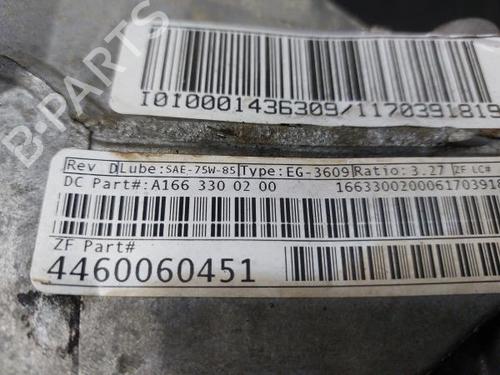 B-PARTS
I0I0001436309/1170391819
Rev D Lube: SAE-75W-85 Type: EG-3609 Ratio: 3.27 ZF LC#
DC Part#: A166 330 02 00 1663300200061703918
ZF Part#
4460060451